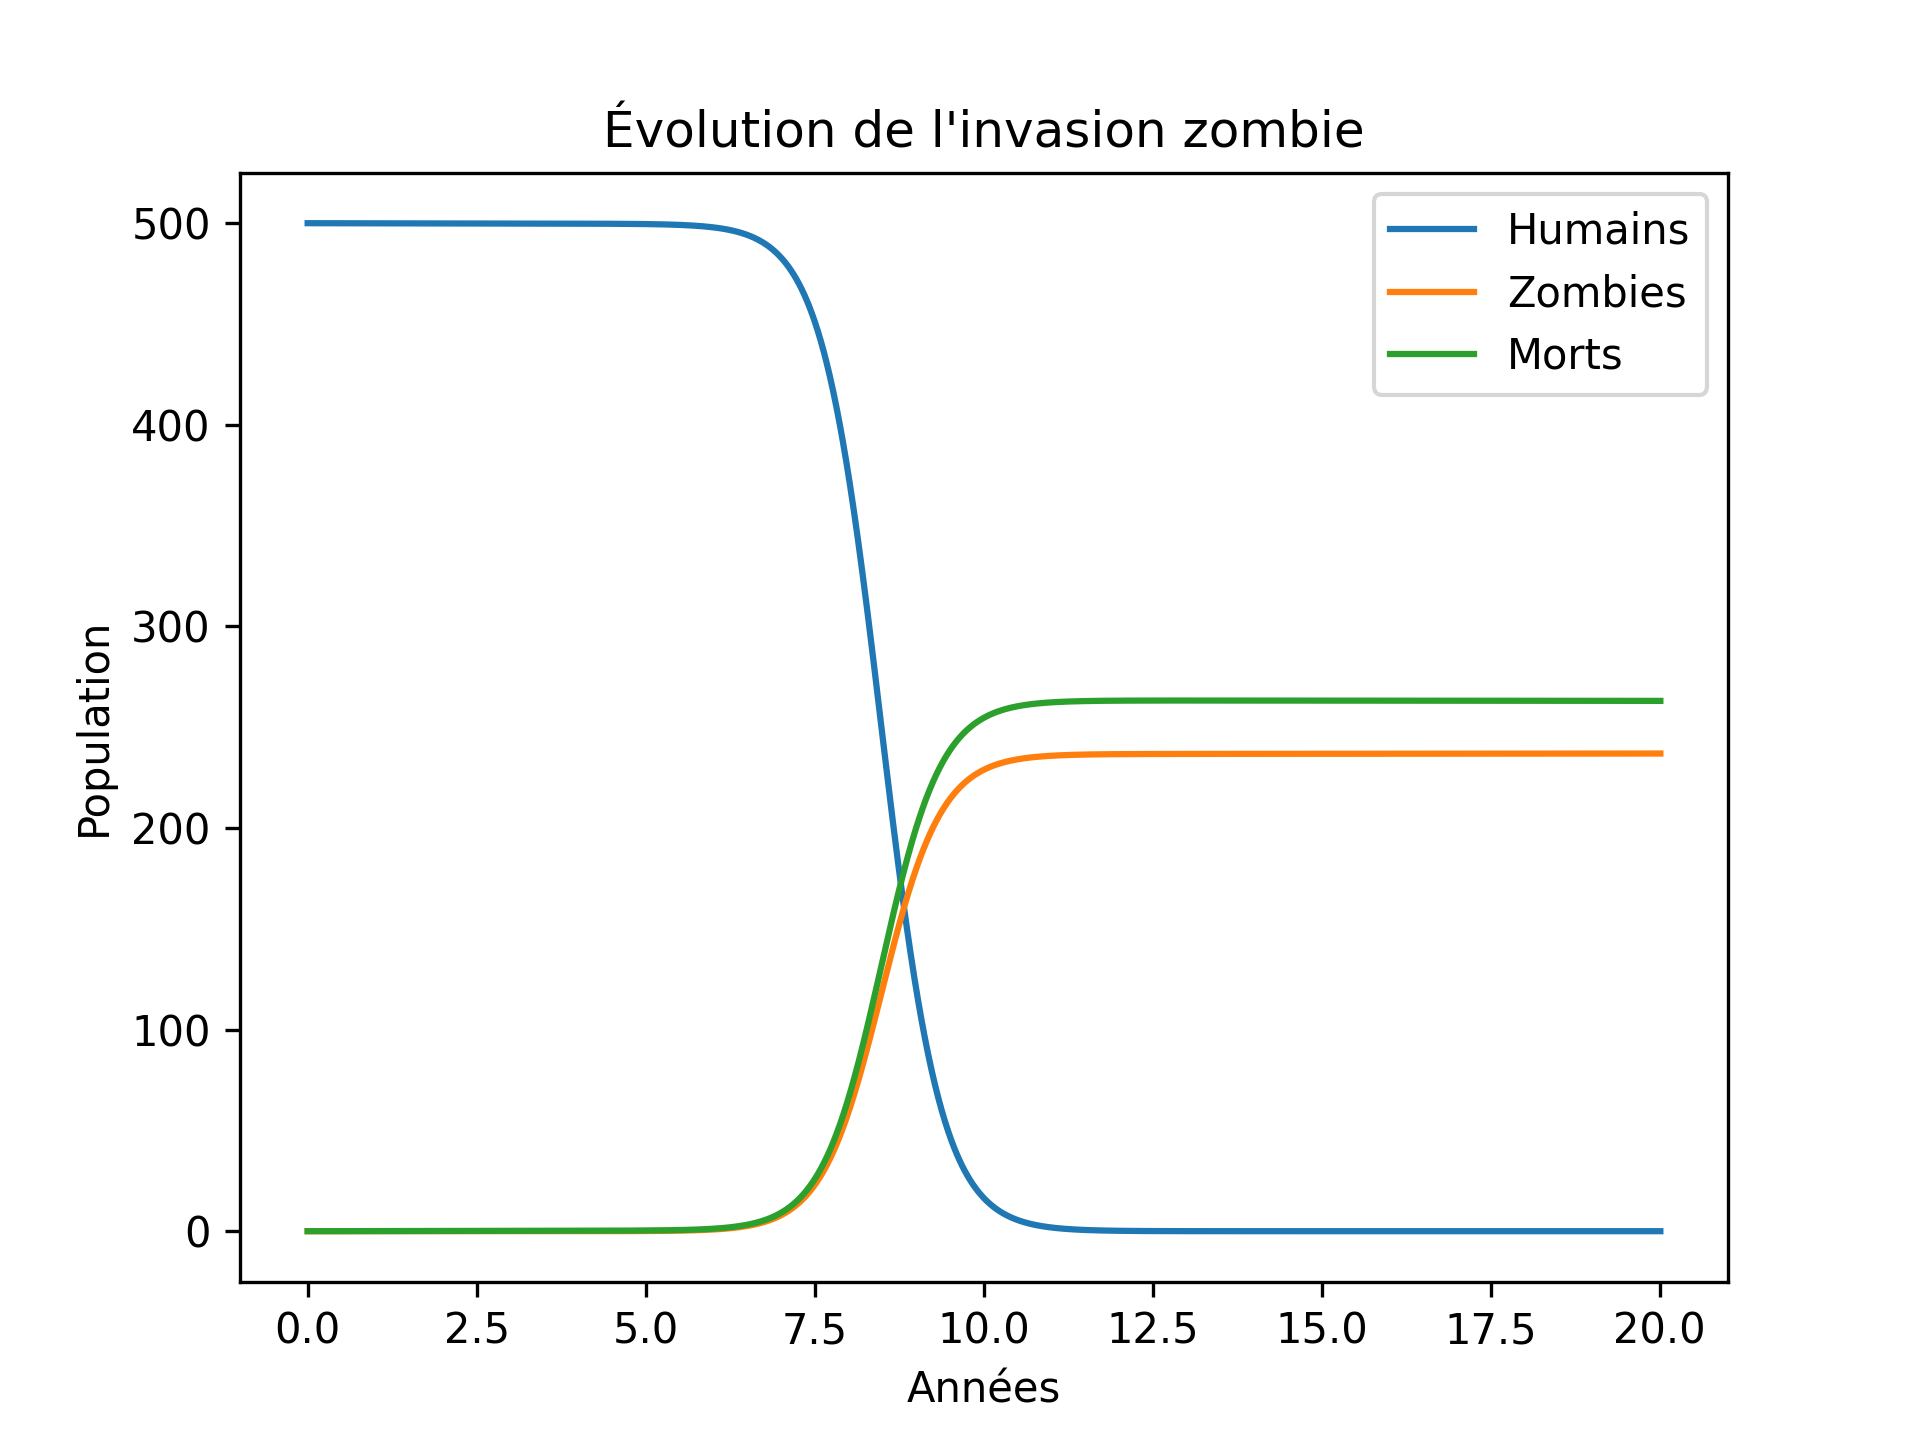 Évolution de l'invasion zombie
Humains
Zombies
Morts
Population
500
400
300
200
100
0
0.0 2.5 5.0 7.5 10.0 12.5 15.0 17.5 20.0
Années